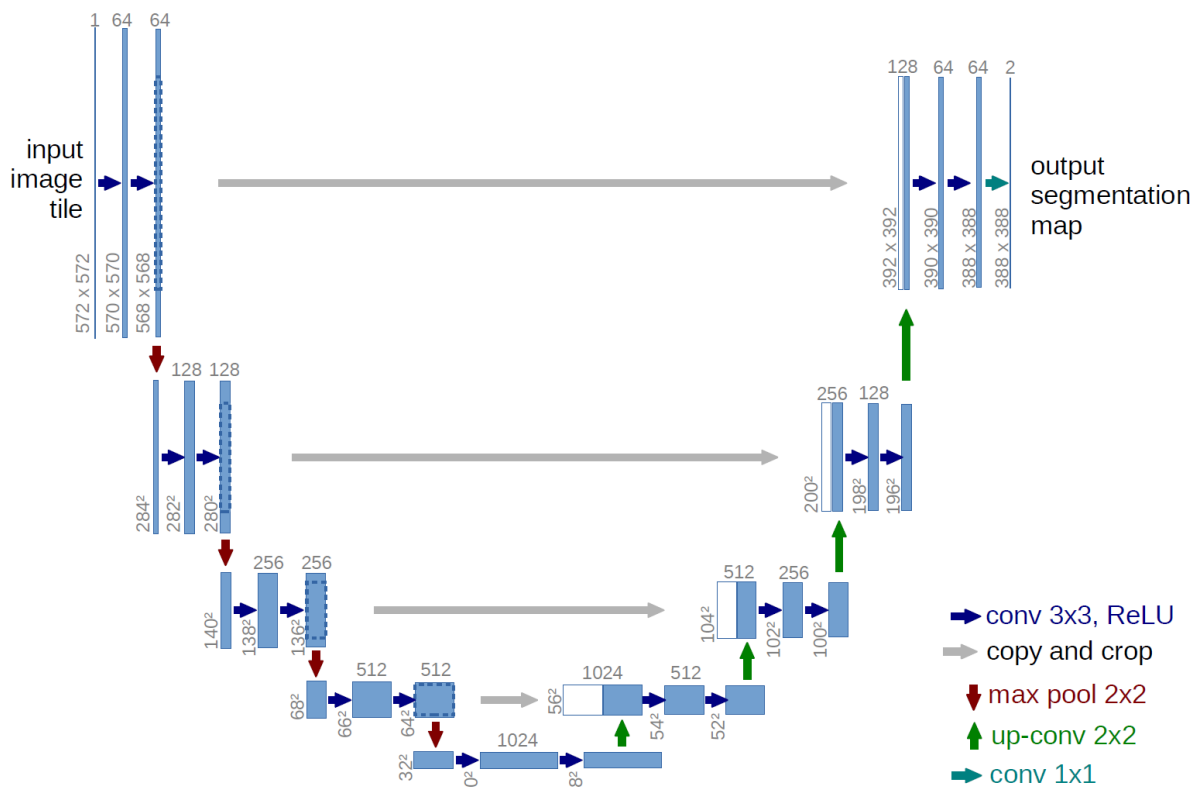 1 64 64
input
image
tile
572 x 572
570 x 570
568 x 568
128 64 64 2
392 x 392
390 x 390
388 x 388
388 x 388
output
segmentation
map
128 128
284²
282²
280²
256 128
200²
198²
196²
256 256
140²
138²
136²
512 256
104²
102²
100²
512 512
68²
66²
64²
1024 512
56²
54²
52²
1024
32²
0²
8²
conv 3x3, ReLU
copy and crop
max pool 2x2
up-conv 2x2
conv 1x1